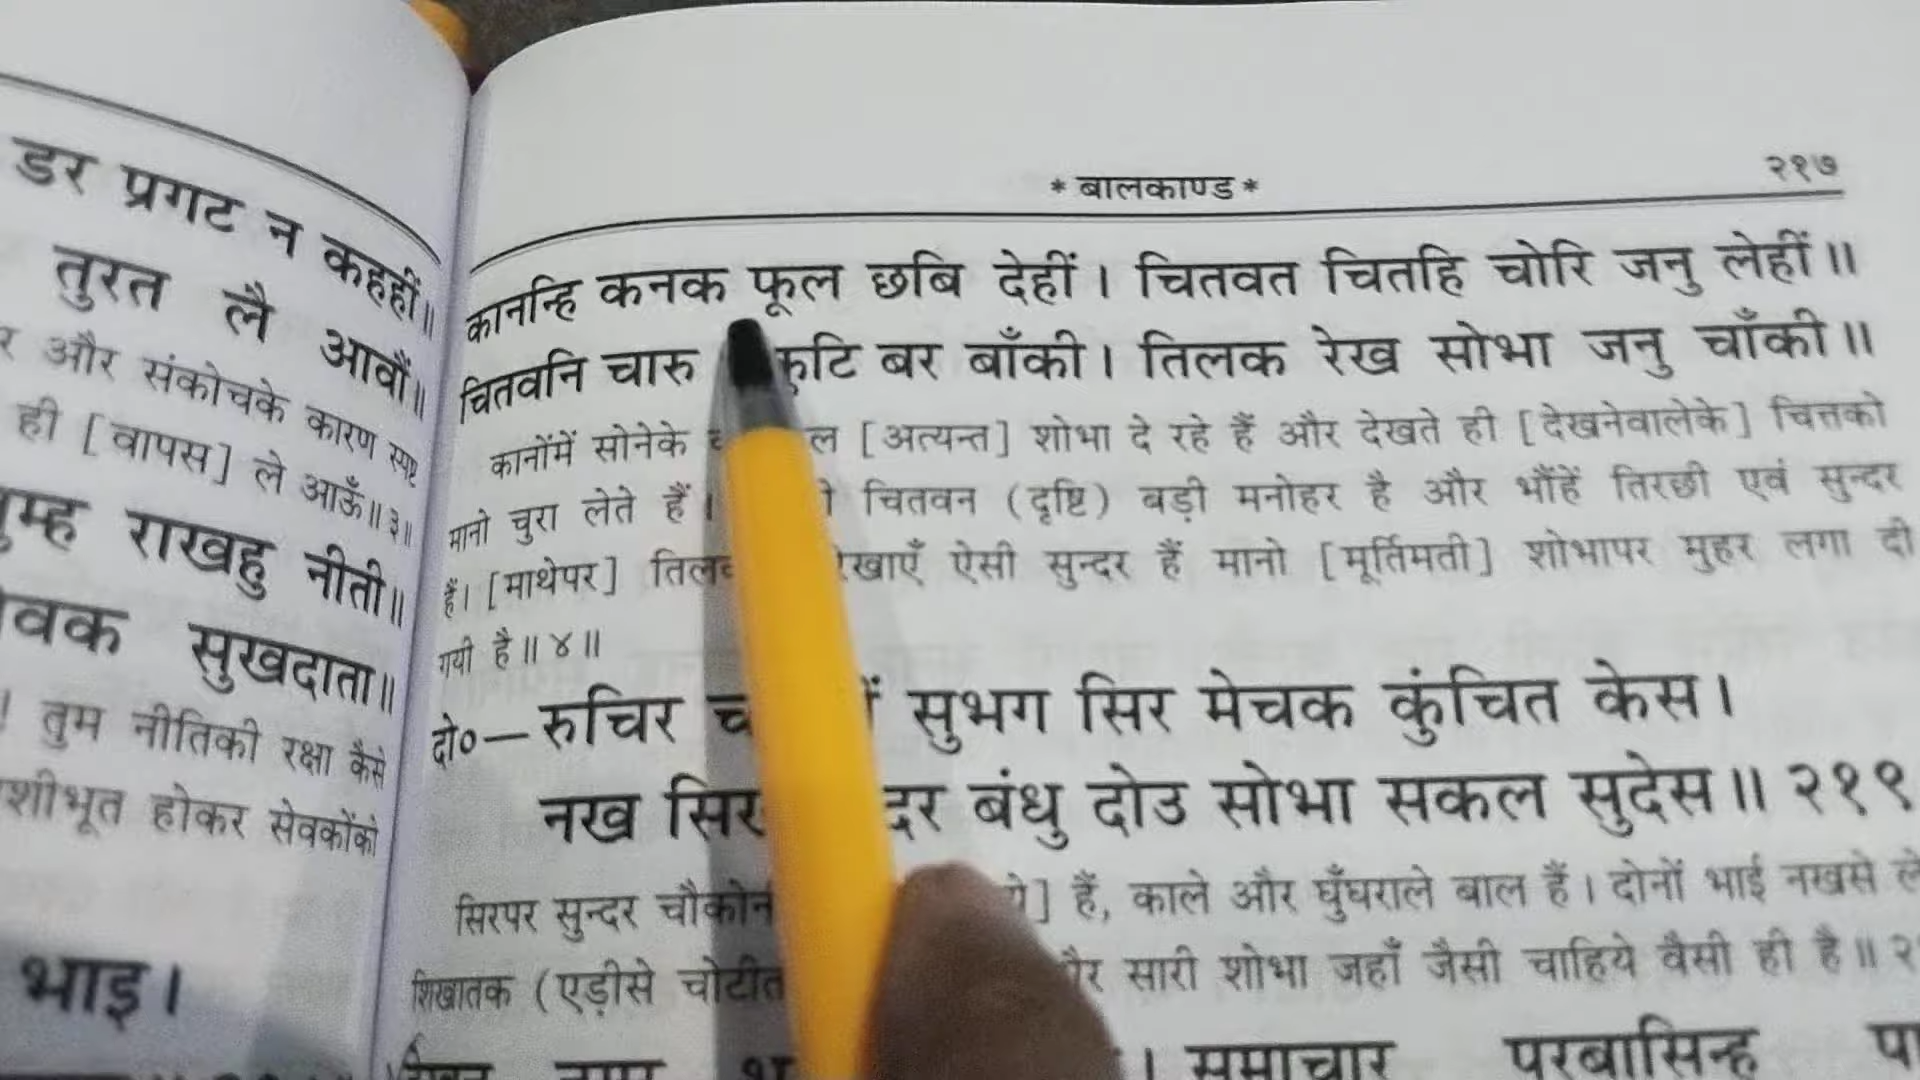 डर प्रगट न कहहीं॥
तुरत लै आवौं॥
और संकोचके कारण स्पष्ट
ही [वापस] ले आऊँ॥३॥
राखहु नीती॥
सुखदाता॥
! तुम नीतिकी रक्षा कैसे
होकर सेवकोंको
भाइ।
* बालकाण्ड *
२१७
कानन्हि कनक फूल छबि देहीं। चितवत चितहि चोरि जनु लेहीं॥
चितवनि चारु बर बाँकी। तिलक रेख सोभा जनु चाँकी॥
कानोंमें सोनेके [अत्यन्त] शोभा दे रहे हैं और देखते ही [देखनेवालेके] चित्तको
मानो चुरा लेते हैं। चितवन (दृष्टि) बड़ी मनोहर है और भौंहें तिरछी एवं सुन्दर
हैं। [माथेपर] ऐसी सुन्दर हैं मानो [मूर्तिमती] शोभापर मुहर लगा दी
गयी है॥४॥
दो०—रुचिर सुभग सिर मेचक कुंचित केस।
नख बंधु दोउ सोभा सकल सुदेस॥ २१९
सिरपर सुन्दर हैं, काले और घुँघराले बाल हैं। दोनों भाई नखसे
शिखातक (एड़ीसे सारी शोभा जहाँ जैसी चाहिये वैसी ही है॥
। समाचार